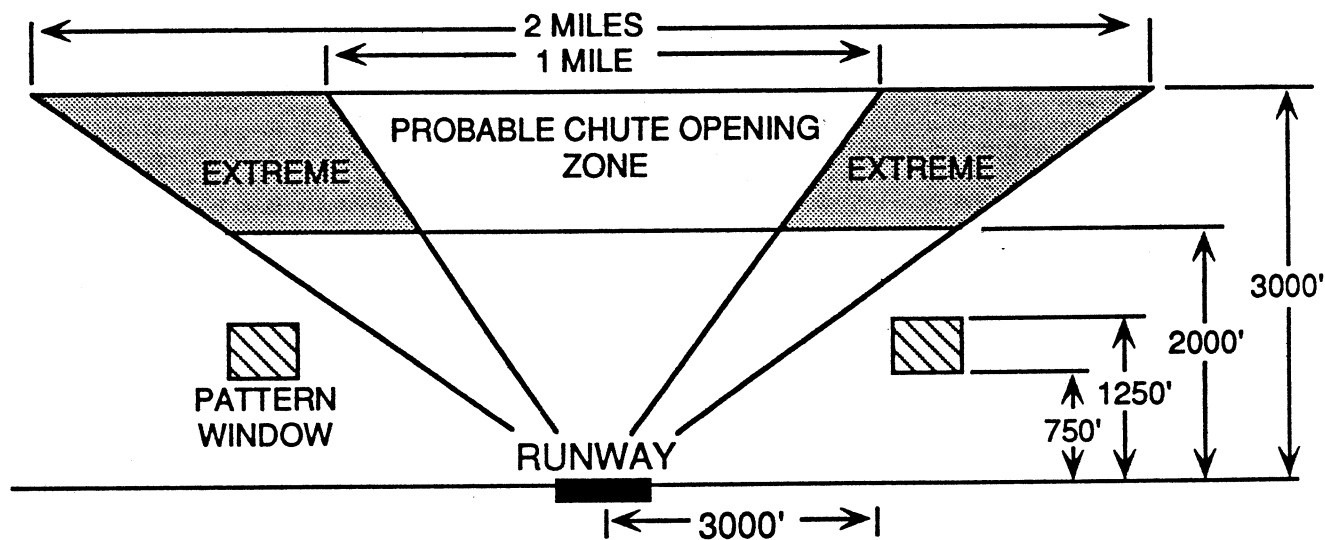 2 MILES
1 MILE
PROBABLE CHUTE OPENING
ZONE
EXTREME
EXTREME
3000'
2000'
1250'
750'
PATTERN
WINDOW
RUNWAY
3000'